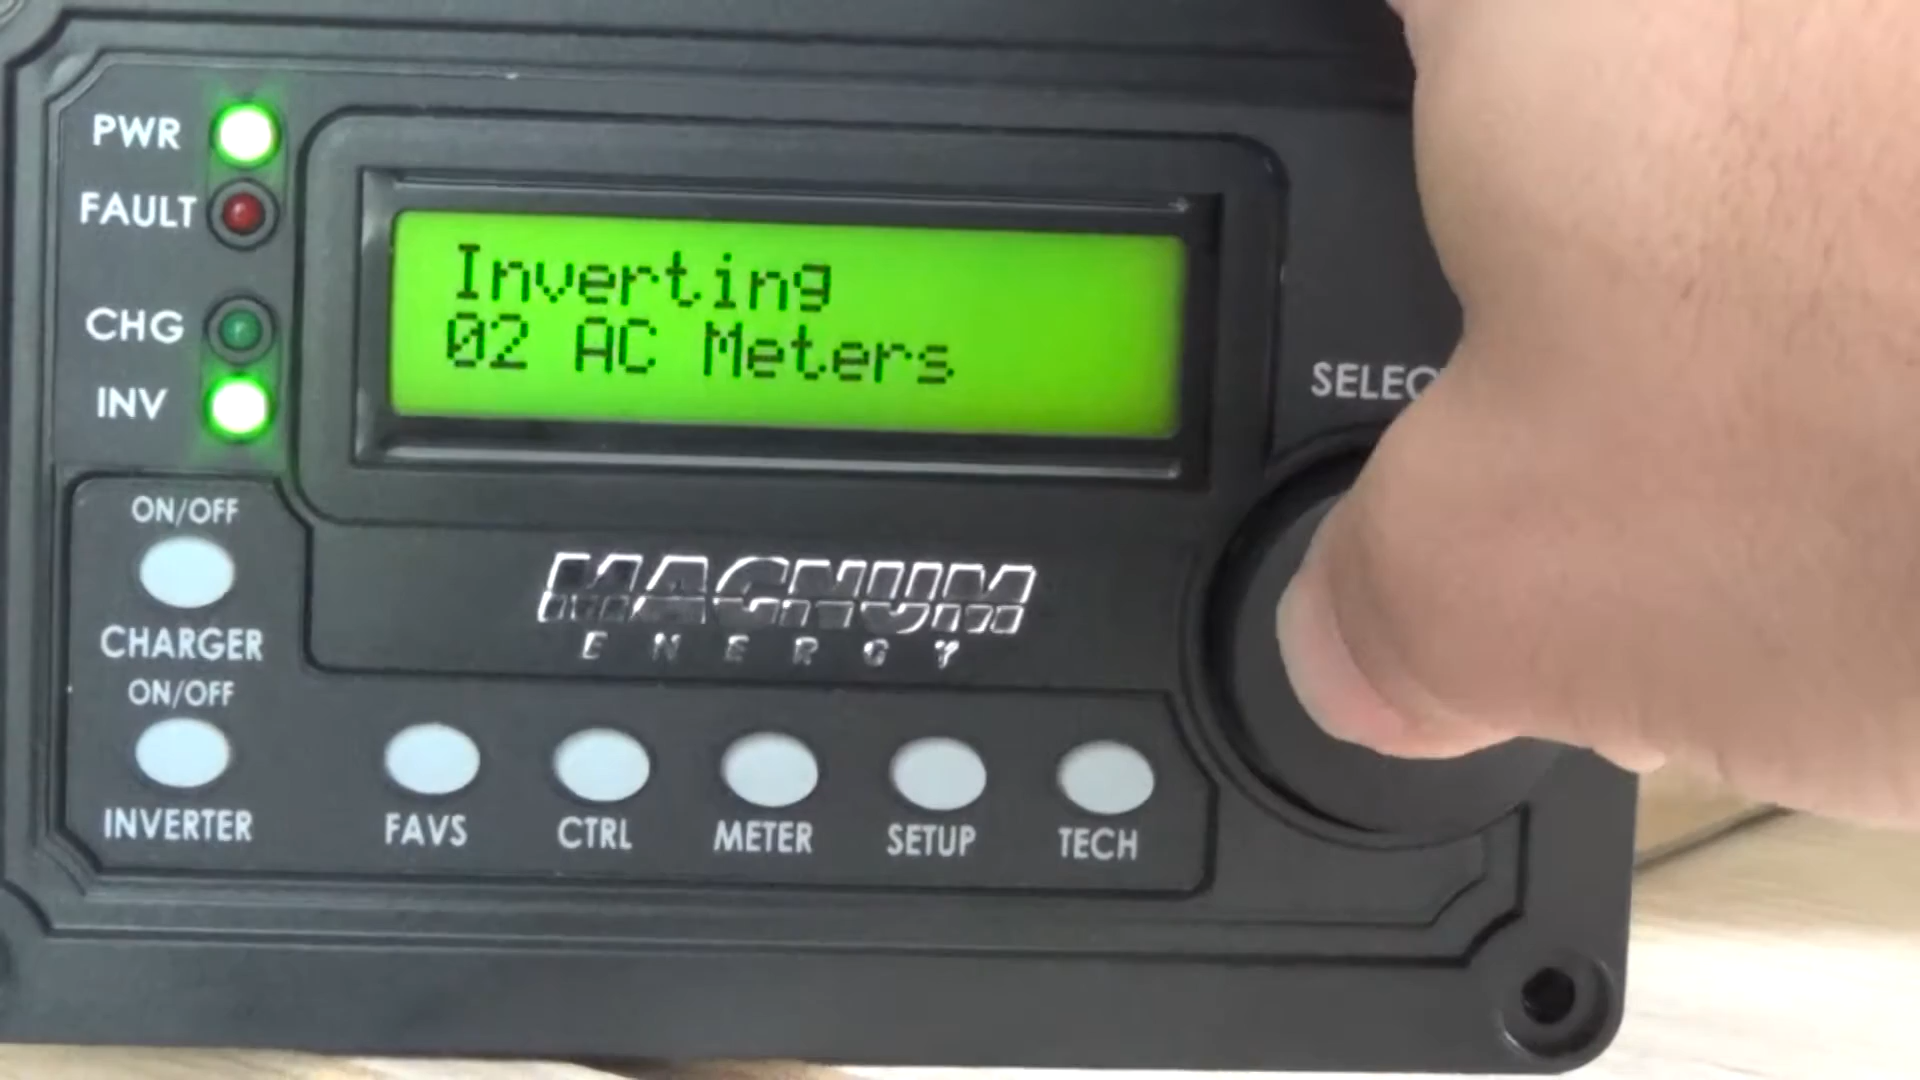 PWR
FAULT
CHG
INV
Inverting
02 AC Meters
SELEC
ON/OFF
CHARGER
ON/OFF
INVERTER
MAGNUM
ENERGY
FAVS
CTRL
METER
SETUP
TECH